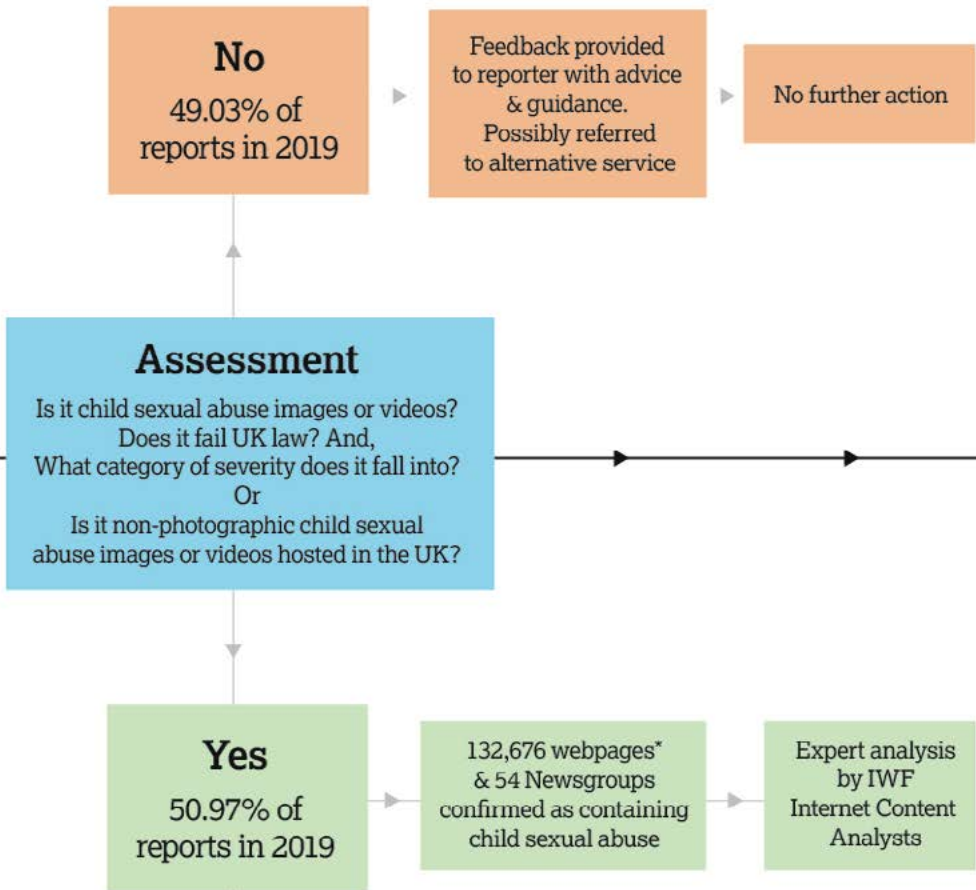 No
49.03% of
reports in 2019
Feedback provided
to reporter with advice
& guidance.
Possibly referred
to alternative service
No further action
Assessment
Is it child sexual abuse images or videos?
Does it fail UK law? And,
What category of severity does it fall into?
Or
Is it non-photographic child sexual
abuse images or videos hosted in the UK?
Yes
50.97% of
reports in 2019
132,676 webpages*
& 54 Newsgroups
confirmed as containing
child sexual abuse
Expert analysis
by IWF
Internet Content
Analysts